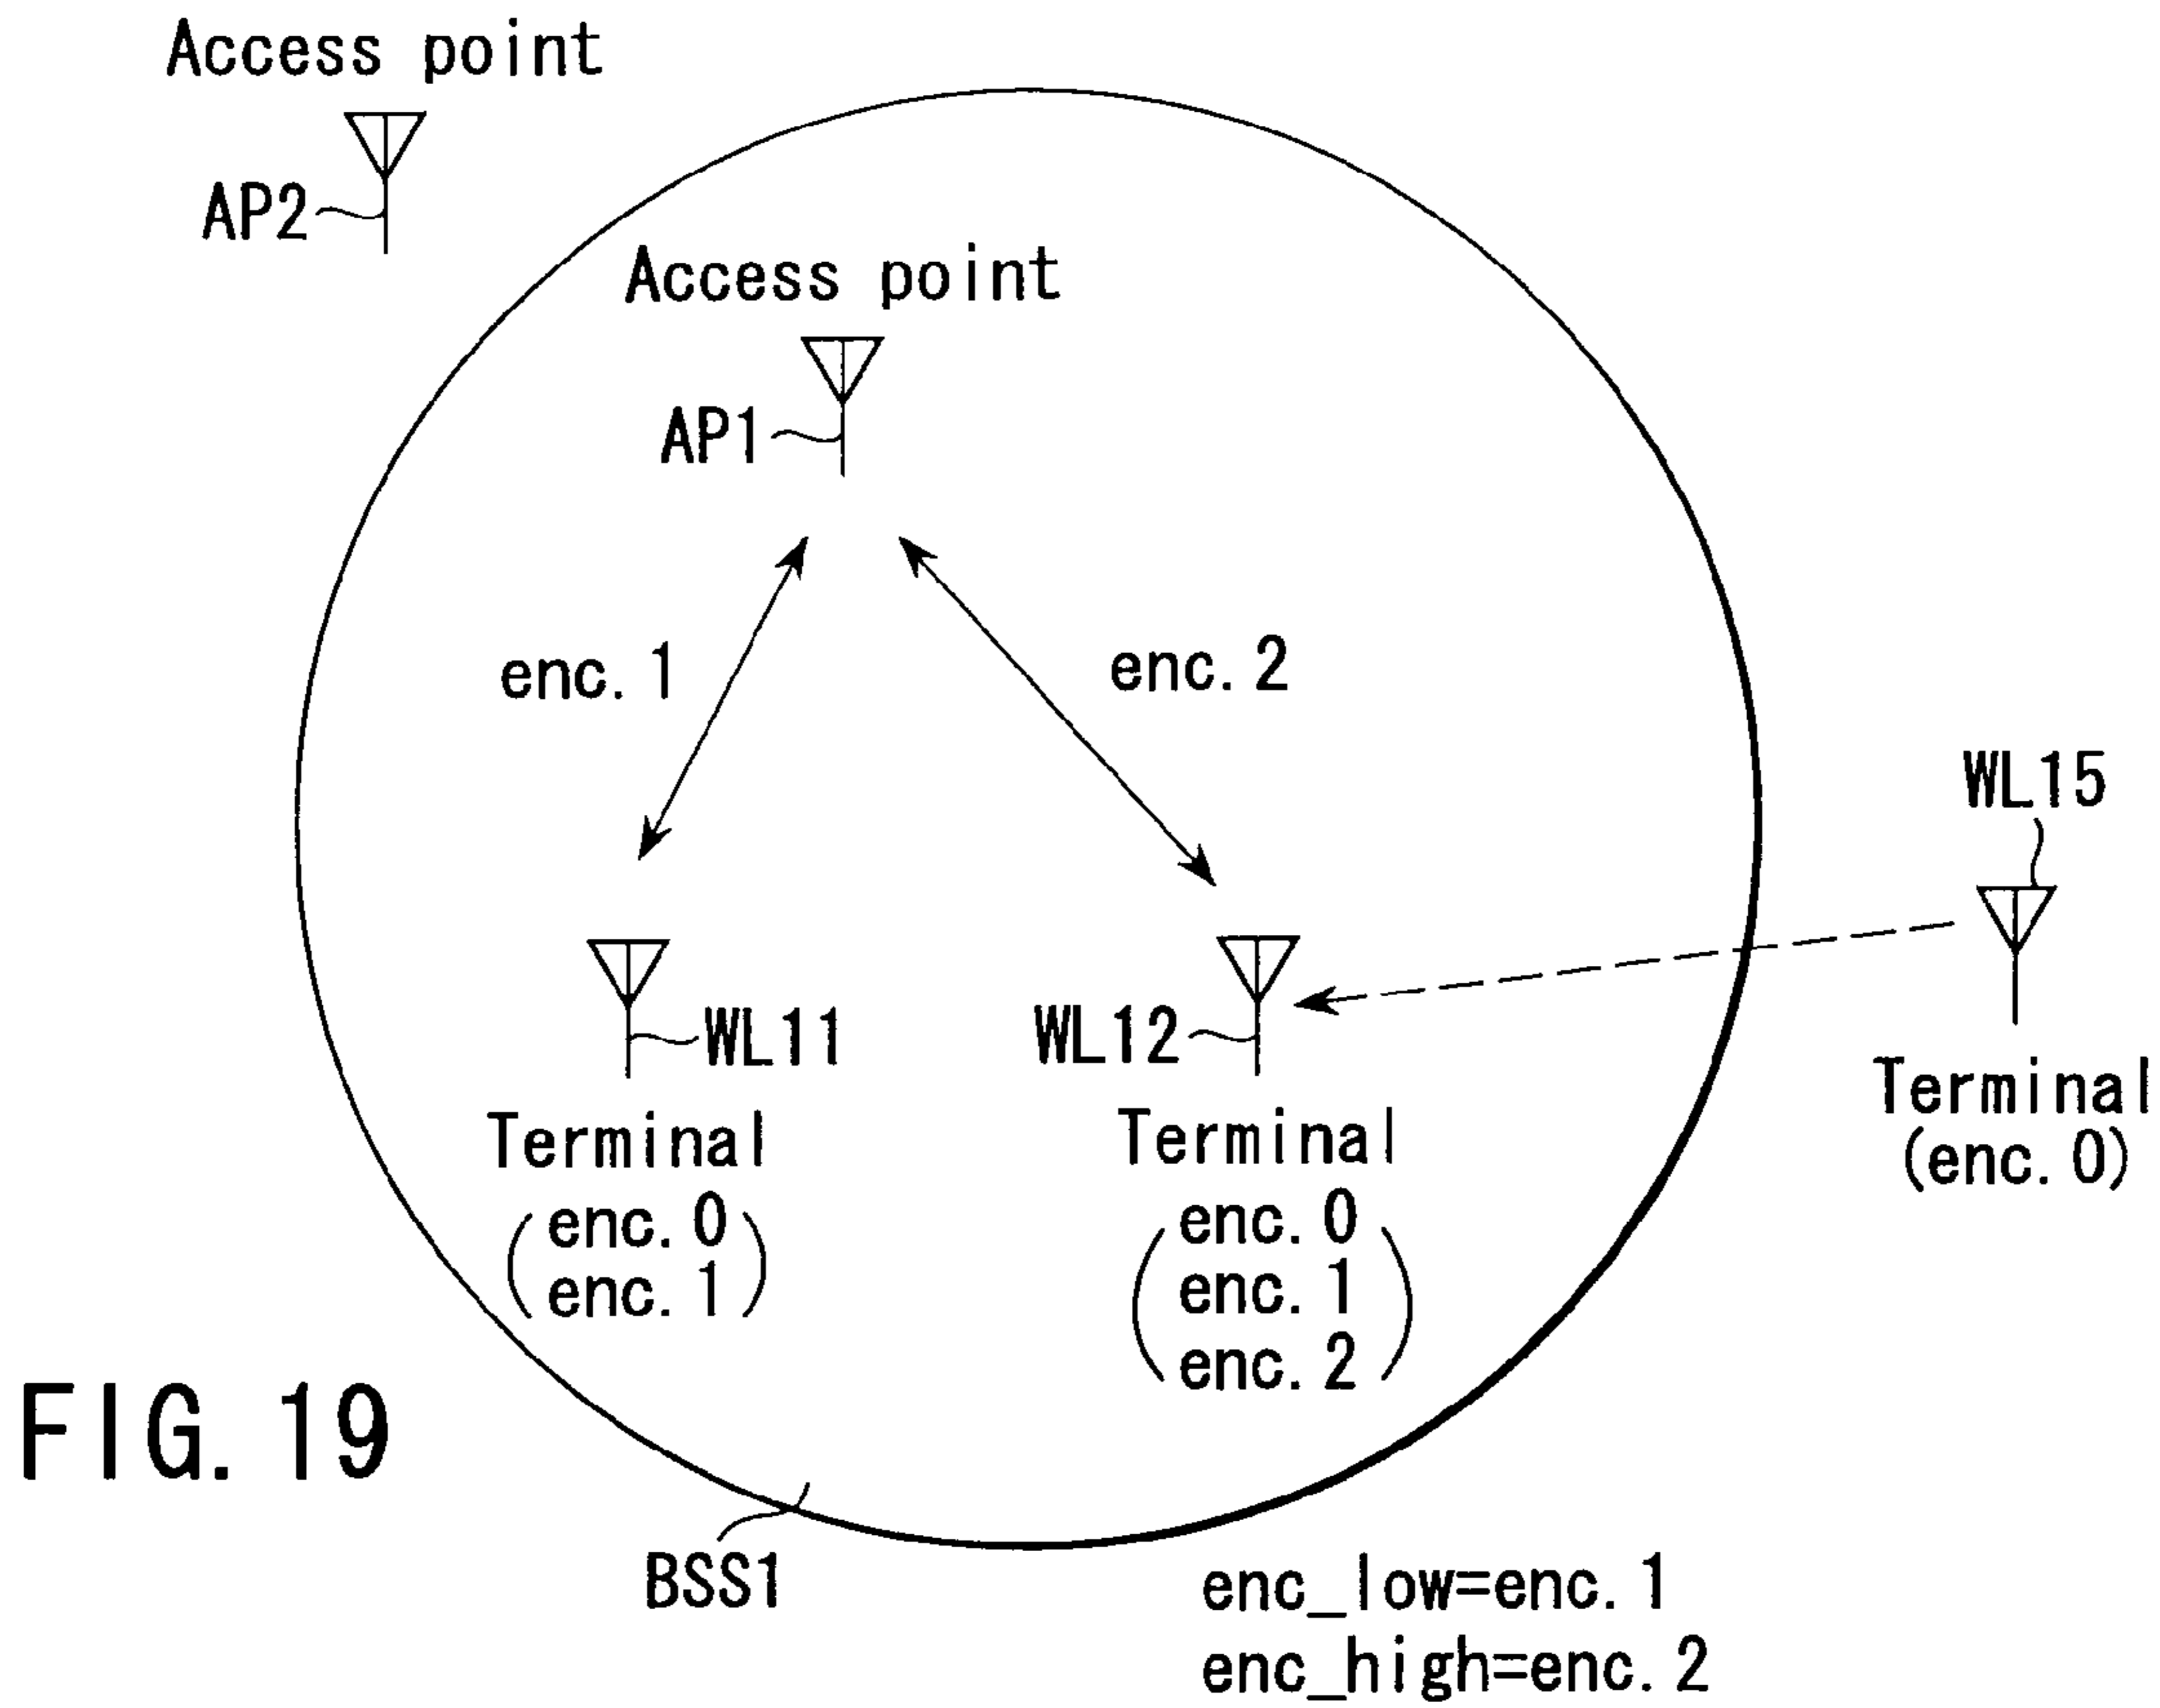 Access point
AP2
Access point
AP1
enc. 1
enc. 2
WL15
WL11
WL12
Terminal
(enc. 0)
Terminal
(enc. 0
enc. 1)
Terminal
(enc. 0
enc. 1
enc. 2)
FIG. 19
BSS1
enc_low=enc. 1
enc_high=enc. 2